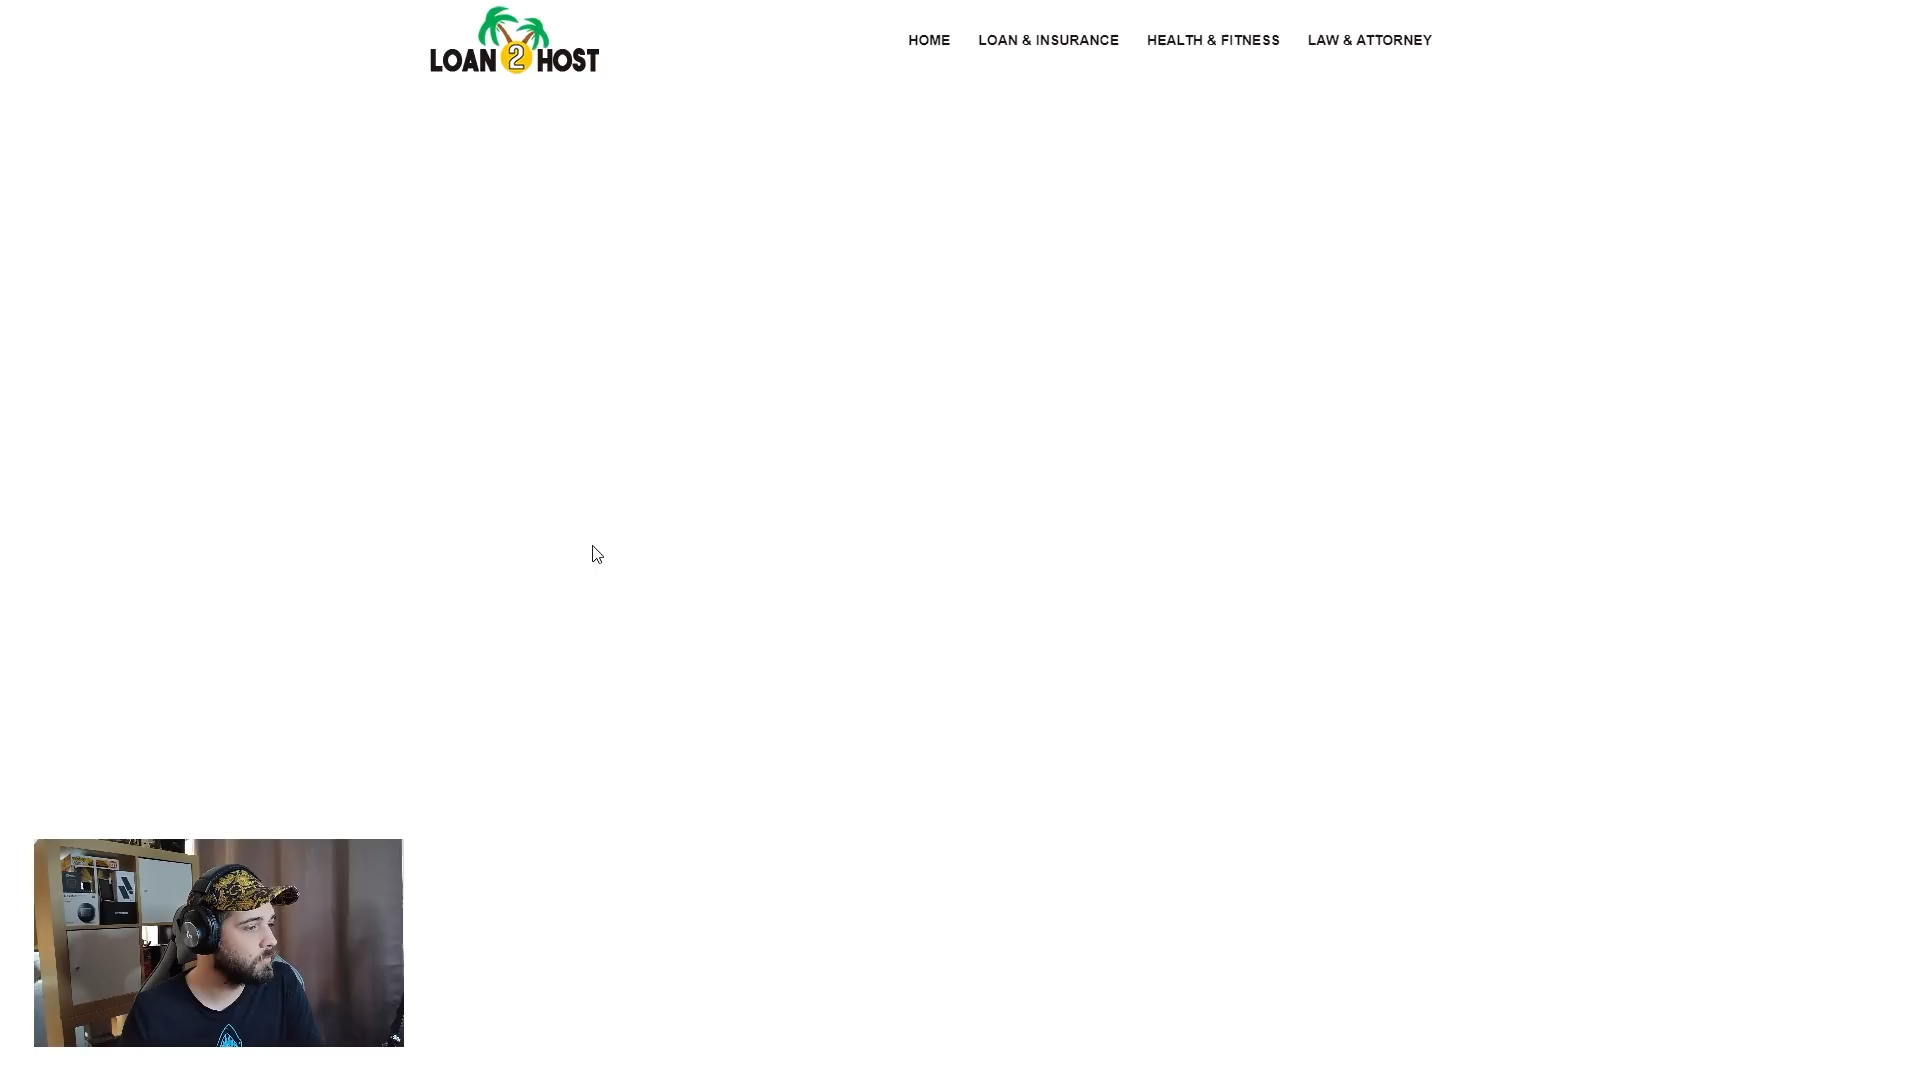 LOAN 2 HOST
HOME LOAN & INSURANCE HEALTH & FITNESS LAW & ATTORNEY